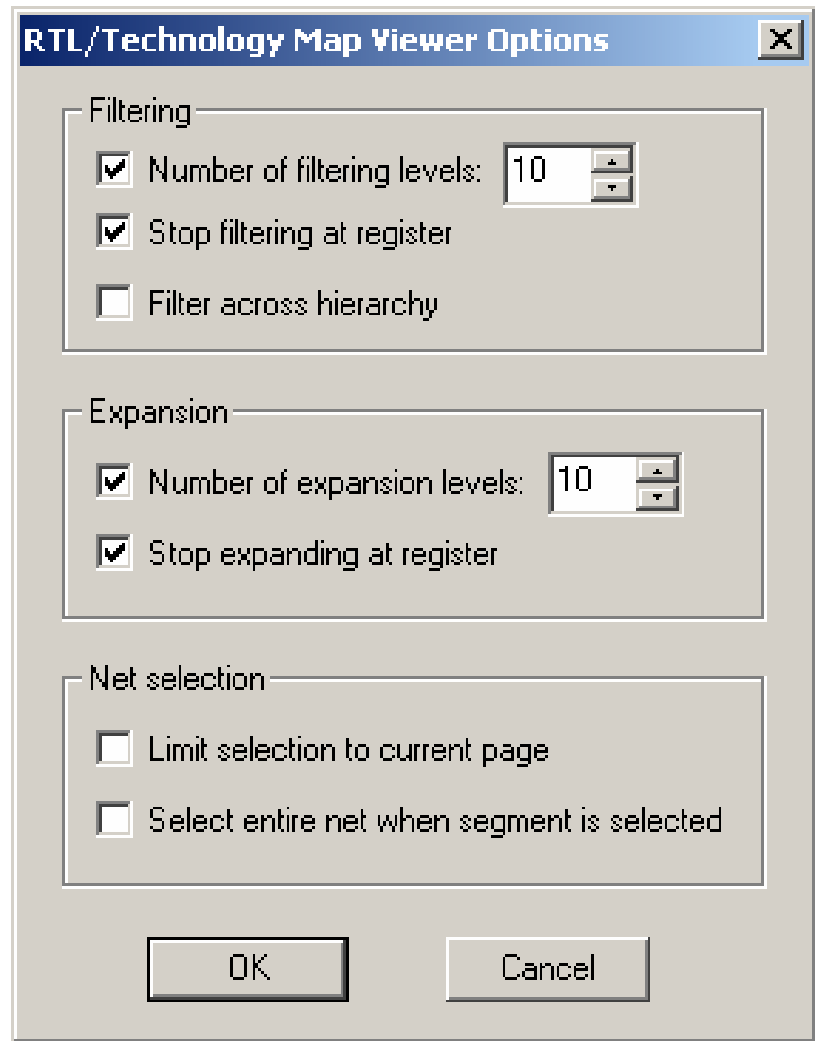 RTL/Technology Map Viewer Options
Filtering
Number of filtering levels: 10
Stop filtering at register
Filter across hierarchy
Expansion
Number of expansion levels: 10
Stop expanding at register
Net selection
Limit selection to current page
Select entire net when segment is selected
OK Cancel